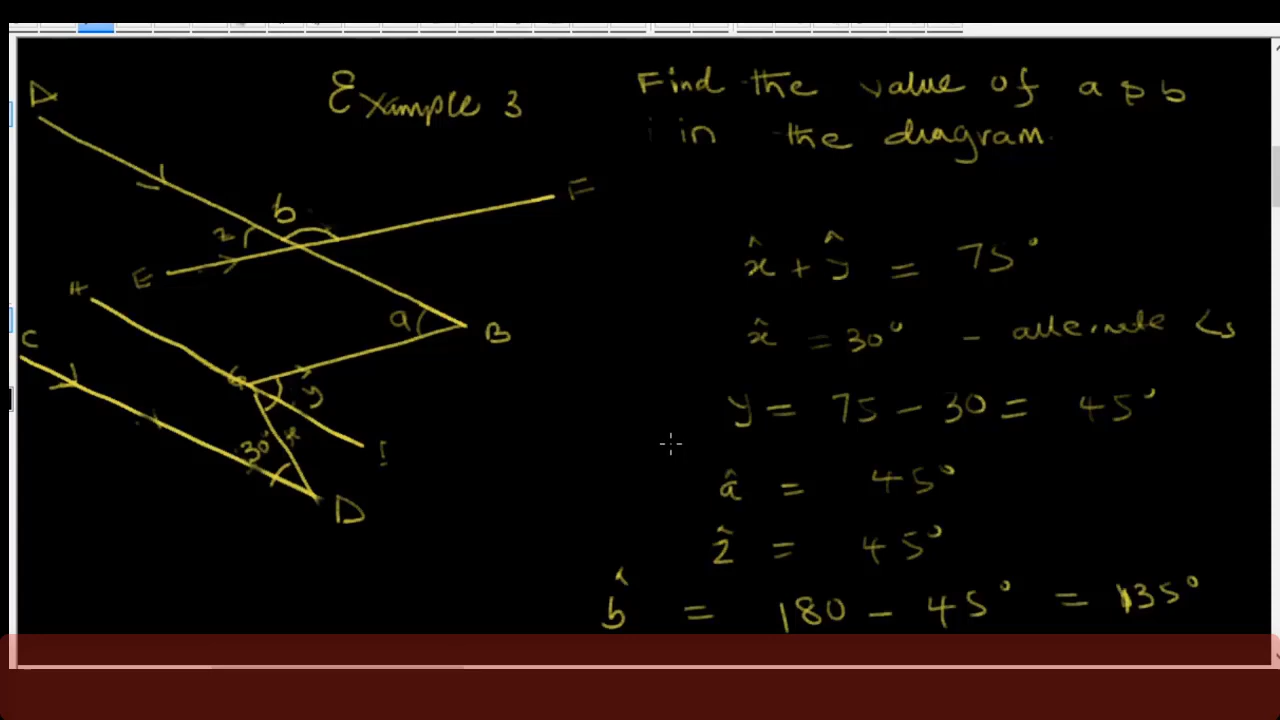 Example 3
Find the value of a & b
in the diagram.
A
b
F
z
E
H
a
B
C
G
y
I
30°
x
D
x̂ + ŷ = 75°
x̂ = 30° - alternate <s
y = 75 - 30 = 45°
â = 45°
ẑ = 45°
b̂ = 180 - 45° = 135°